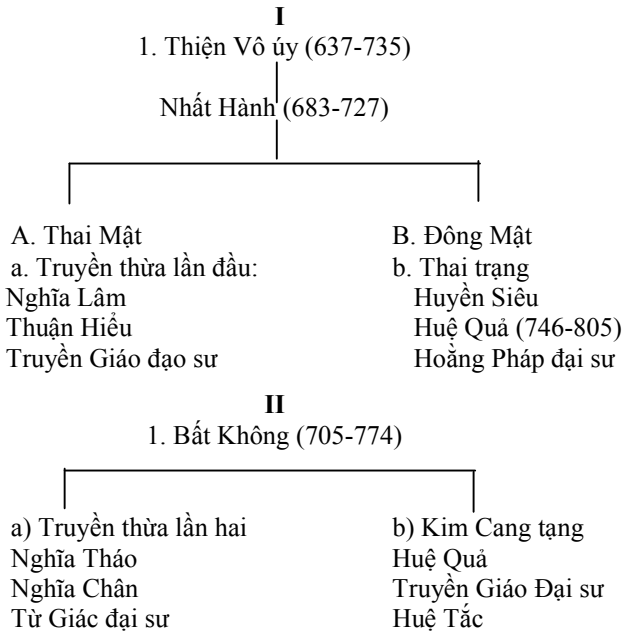 I
1. Thiện Vô úy (637-735)
Nhất Hành (683-727)
A. Thai Mật
a. Truyền thừa lần đầu:
Nghĩa Lâm
Thuận Hiểu
Truyền Giáo đạo sư
B. Đông Mật
b. Thai trạng
Huyền Siêu
Huệ Quả (746-805)
Hoằng Pháp đại sư
II
1. Bất Không (705-774)
a) Truyền thừa lần hai
Nghĩa Tháo
Nghĩa Chân
Từ Giác đại sư
b) Kim Cang tạng
Huệ Quả
Truyền Giáo Đại sư
Huệ Tắc